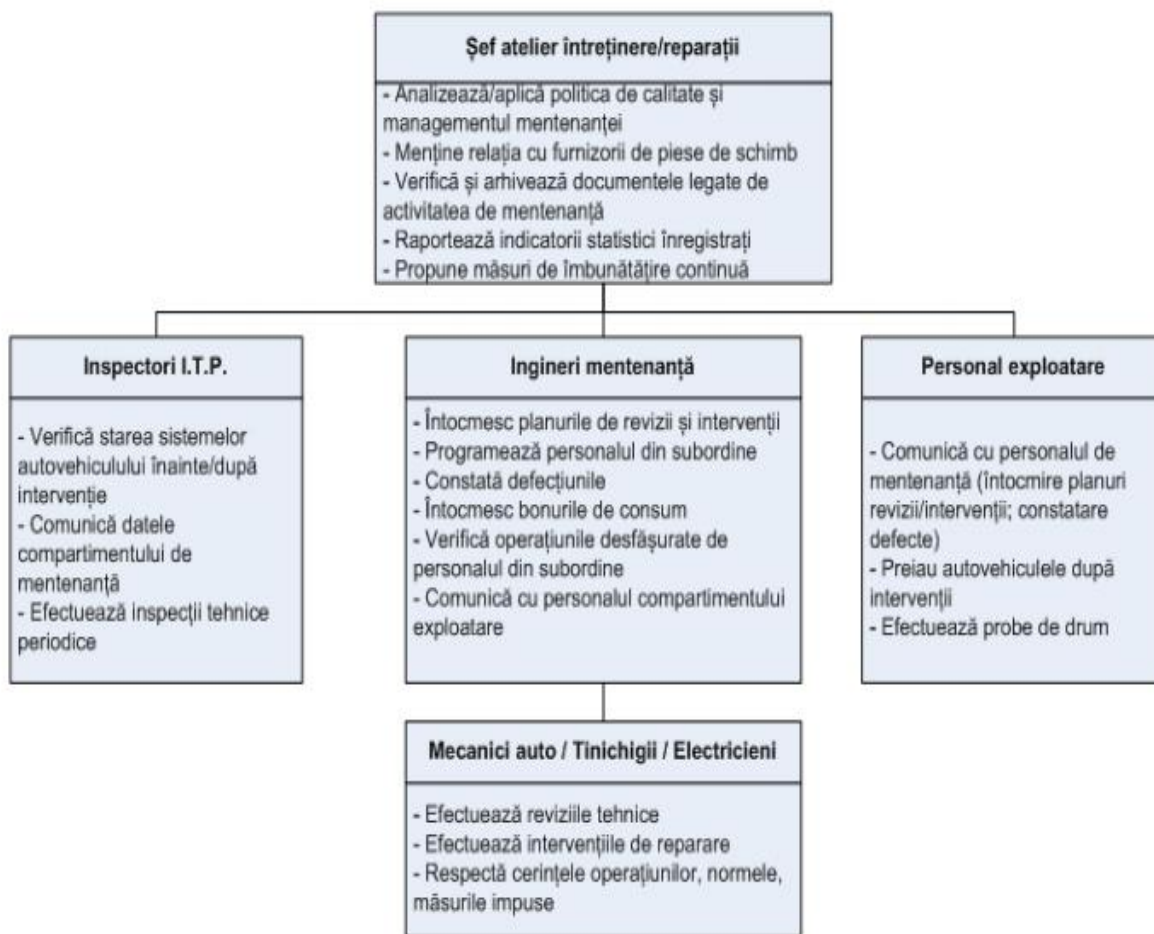 Șef atelier întreținere/reparații
- Analizează/aplică politica de calitate și
managementul mentenanței
- Menține relația cu furnizorii de piese de schimb
- Verifică și arhivează documentele legate de
activitatea de mentenanță
- Raportează indicatorii statistici înregistrați
- Propune măsuri de îmbunătățire continuă
Inspectori I.T.P.
- Verifică starea sistemelor
autovehiculului înainte/după
intervenție
- Comunică datele
compartimentului de
mentenanță
- Efectuează inspecții tehnice
periodice
Ingineri mentenanță
- Întocmesc planurile de revizii și intervenții
- Programează personalul din subordine
- Constată defecțiunile
- Întocmesc bonurile de consum
- Verifică operațiunile desfășurate de
personalul din subordine
- Comunică cu personalul compartimentului
exploatare
Personal exploatare
- Comunică cu personalul de
mentenanță (întocmire planuri
revizii/intervenții; constatare
defecte)
- Preiau autovehiculele după
intervenții
- Efectuează probe de drum
Mecanici auto / Tinichigii / Electricieni
- Efectuează reviziile tehnice
- Efectuează intervențiile de reparare
- Respectă cerințele operațiunilor, normele,
măsurile impuse